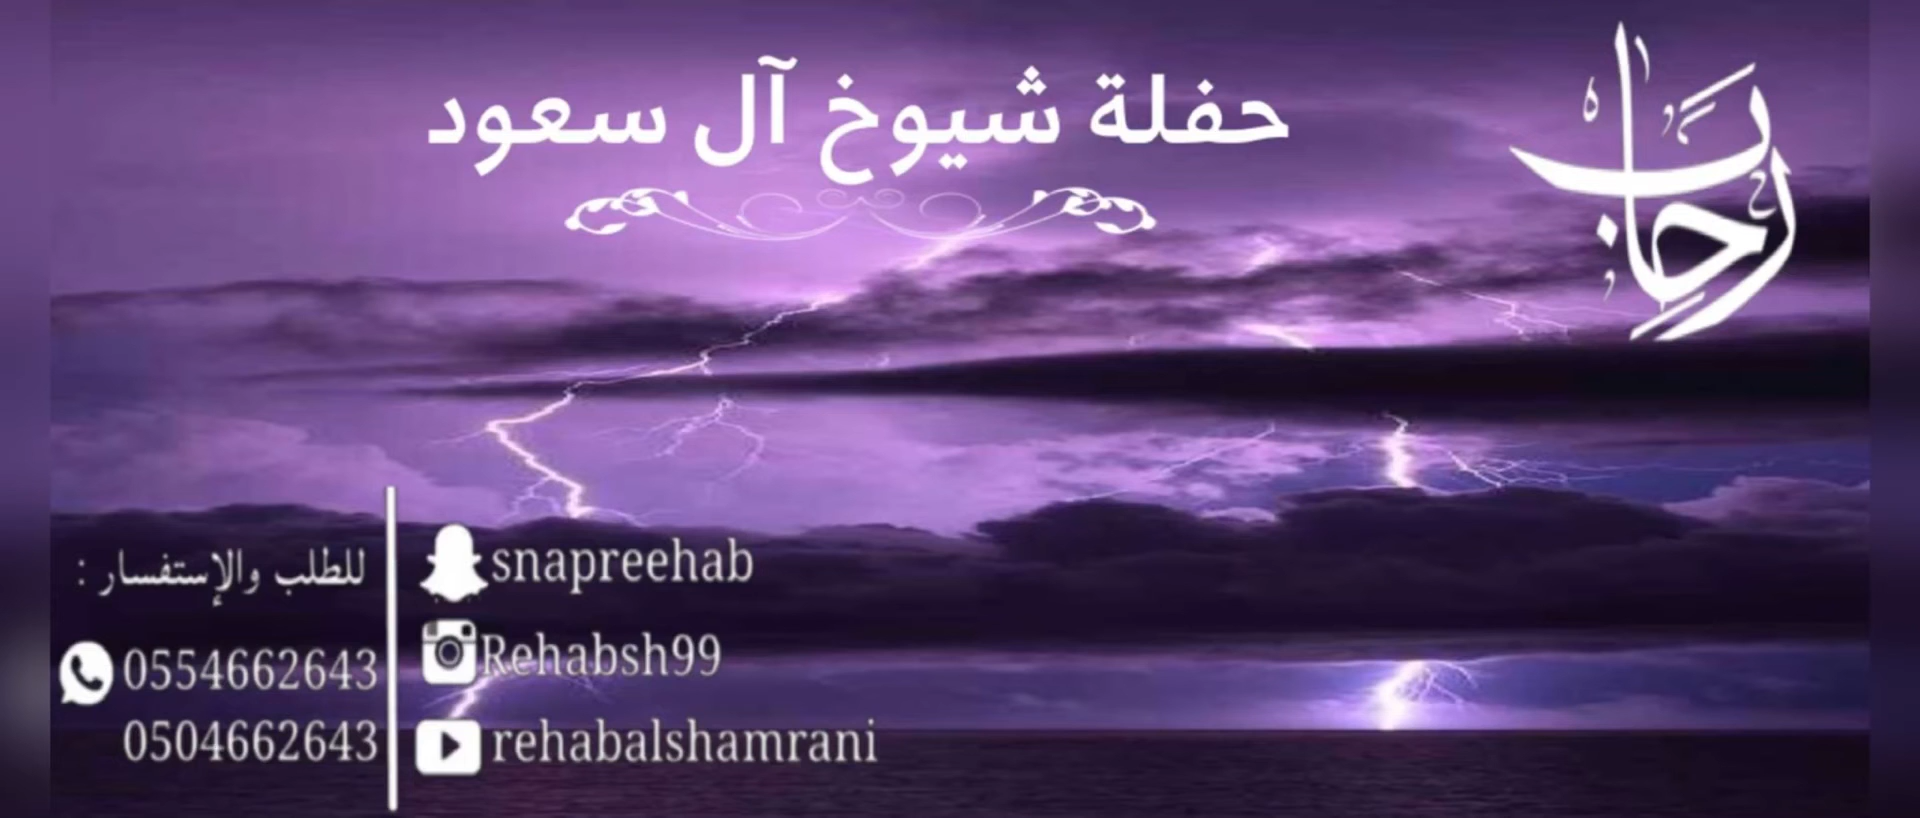 حفلة شيوخ آل سعود
رحاب
للطلب والإستفسار :
0554662643
0504662643
snapreehab
Rehabsh99
rehabalshamrani